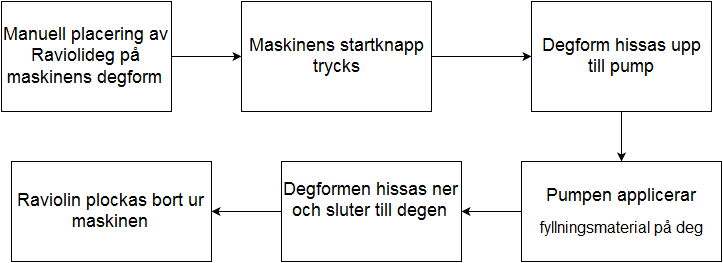 Manuell placering av
Raviolideg på
maskinens degform
Maskinens startknapp
trycks
Degform hissas upp
till pump
Pumpen applicerar
fyllningsmaterial på deg
Degformen hissas ner
och sluter till degen
Raviolin plockas bort ur
maskinen